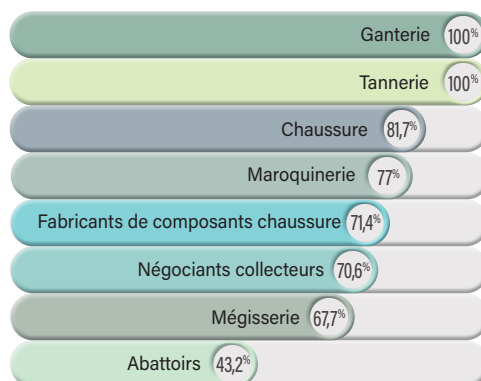 Ganterie 100%
Tannerie 100%
Chaussure 81,7%
Maroquinerie 77%
Fabricants de composants chaussure 71,4%
Négociants collecteurs 70,6%
Mégisserie 67,7%
Abattoirs 43,2%